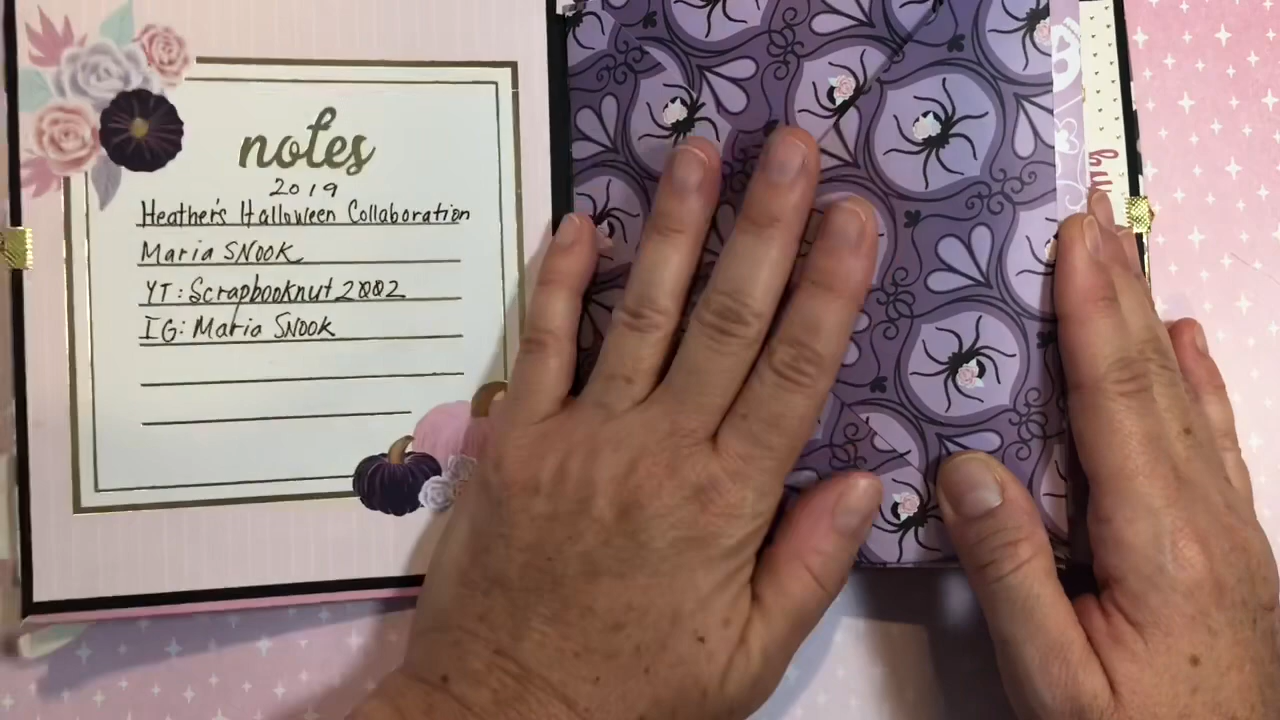 notes
2019
Heather's Halloween Collaboration
Maria SNOOK
YT: Scrapbooknut2002
IG: Maria SNOOK